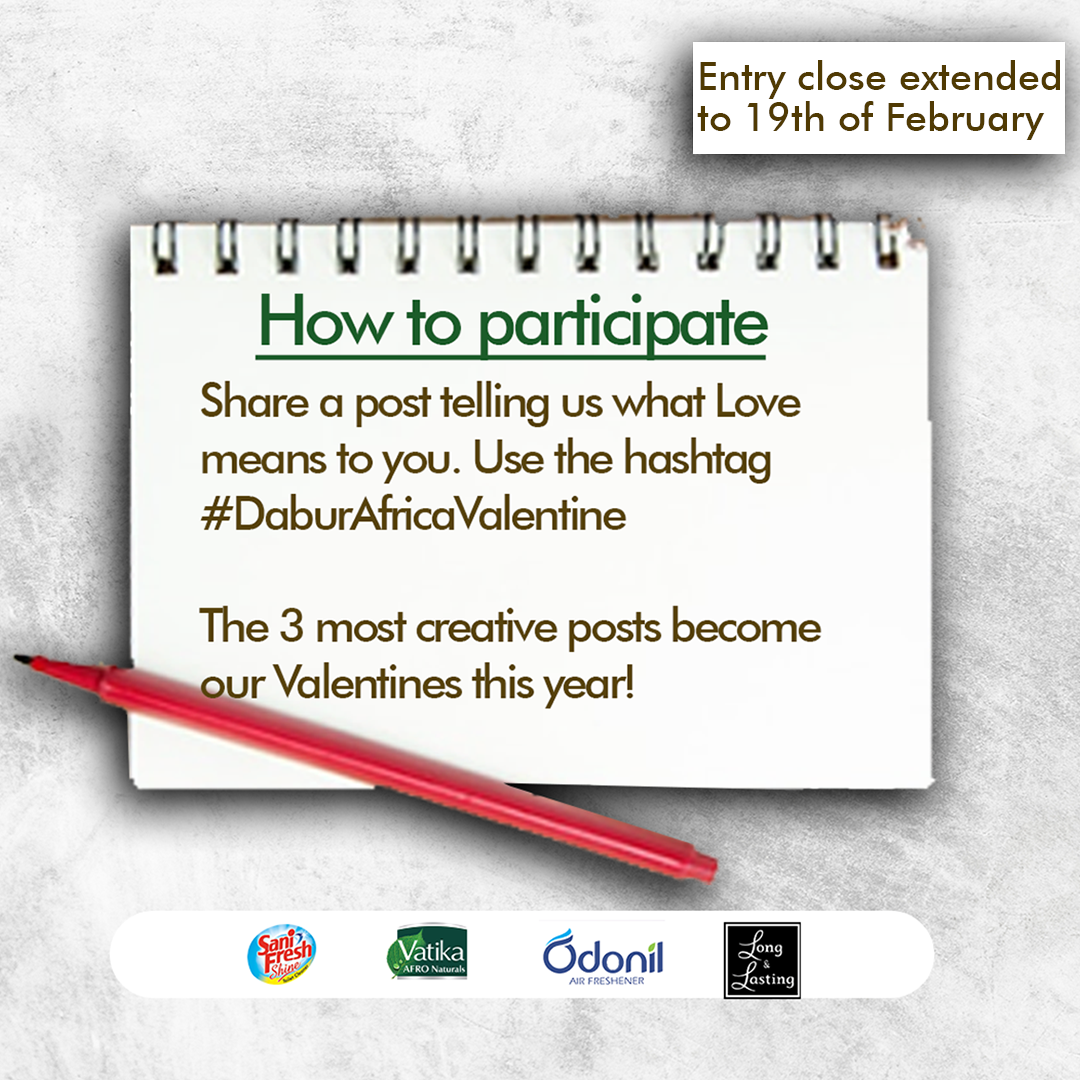 Entry close extended
to 19th of February
How to participate
Share a post telling us what Love
means to you. Use the hashtag
#DaburAfricaValentine
The 3 most creative posts become
our Valentines this year!
Sani
Fresh
Shine
Vatika
AFRO Naturals
Odonil
AIR FRESHENER
Long
&
Lasting